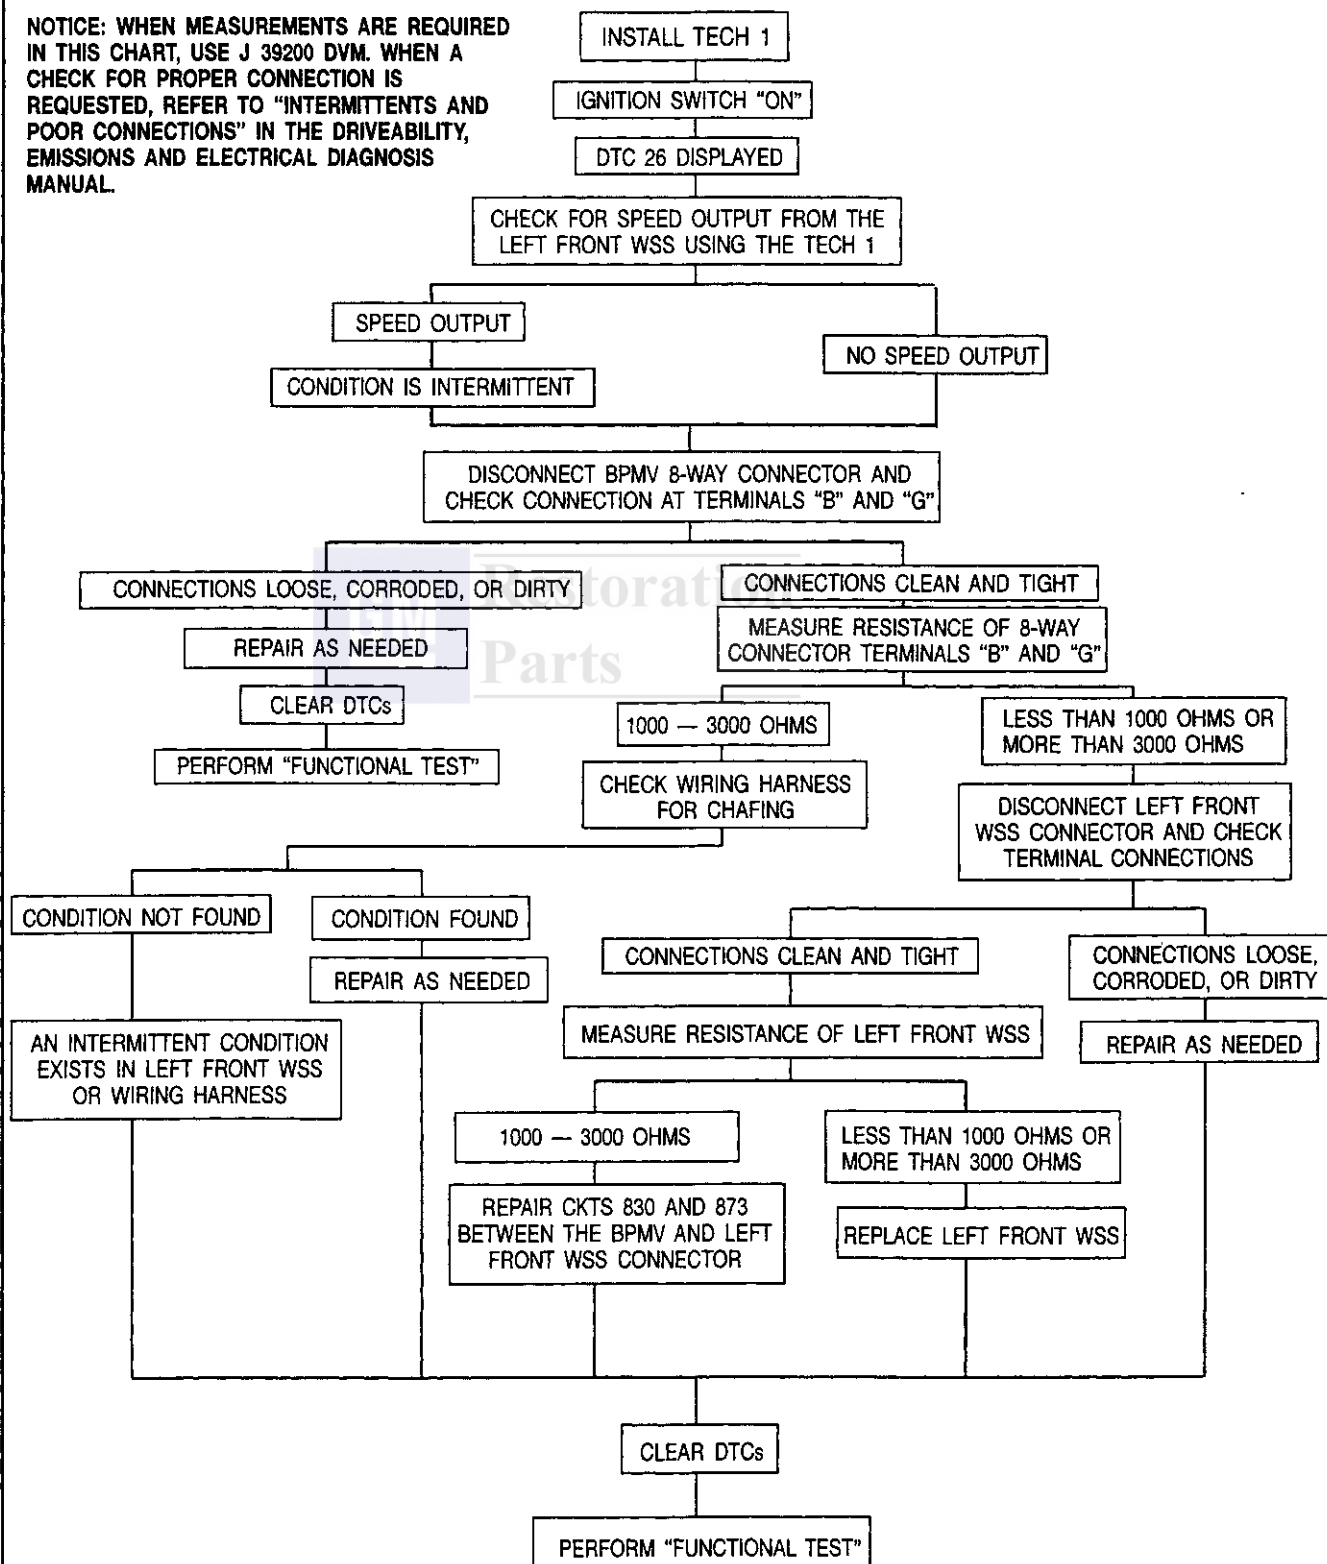 NOTICE: WHEN MEASUREMENTS ARE REQUIRED
IN THIS CHART, USE J 39200 DVM. WHEN A
CHECK FOR PROPER CONNECTION IS
REQUESTED, REFER TO "INTERMITTENTS AND
POOR CONNECTIONS" IN THE DRIVEABILITY,
EMISSIONS AND ELECTRICAL DIAGNOSIS
MANUAL.
INSTALL TECH 1
IGNITION SWITCH "ON"
DTC 26 DISPLAYED
CHECK FOR SPEED OUTPUT FROM THE
LEFT FRONT WSS USING THE TECH 1
SPEED OUTPUT
NO SPEED OUTPUT
CONDITION IS INTERMITTENT
DISCONNECT BPMV 8-WAY CONNECTOR AND
CHECK CONNECTION AT TERMINALS "B" AND "G"
GM
Restoration
Parts
CONNECTIONS LOOSE, CORRODED, OR DIRTY
REPAIR AS NEEDED
CLEAR DTCs
PERFORM "FUNCTIONAL TEST"
CONNECTIONS CLEAN AND TIGHT
MEASURE RESISTANCE OF 8-WAY
CONNECTOR TERMINALS "B" AND "G"
1000 — 3000 OHMS
CHECK WIRING HARNESS
FOR CHAFING
LESS THAN 1000 OHMS OR
MORE THAN 3000 OHMS
DISCONNECT LEFT FRONT
WSS CONNECTOR AND CHECK
TERMINAL CONNECTIONS
CONDITION NOT FOUND
AN INTERMITTENT CONDITION
EXISTS IN LEFT FRONT WSS
OR WIRING HARNESS
CONDITION FOUND
REPAIR AS NEEDED
CONNECTIONS CLEAN AND TIGHT
MEASURE RESISTANCE OF LEFT FRONT WSS
CONNECTIONS LOOSE,
CORRODED, OR DIRTY
REPAIR AS NEEDED
1000 — 3000 OHMS
REPAIR CKTS 830 AND 873
BETWEEN THE BPMV AND LEFT
FRONT WSS CONNECTOR
LESS THAN 1000 OHMS OR
MORE THAN 3000 OHMS
REPLACE LEFT FRONT WSS
CLEAR DTCs
PERFORM "FUNCTIONAL TEST"